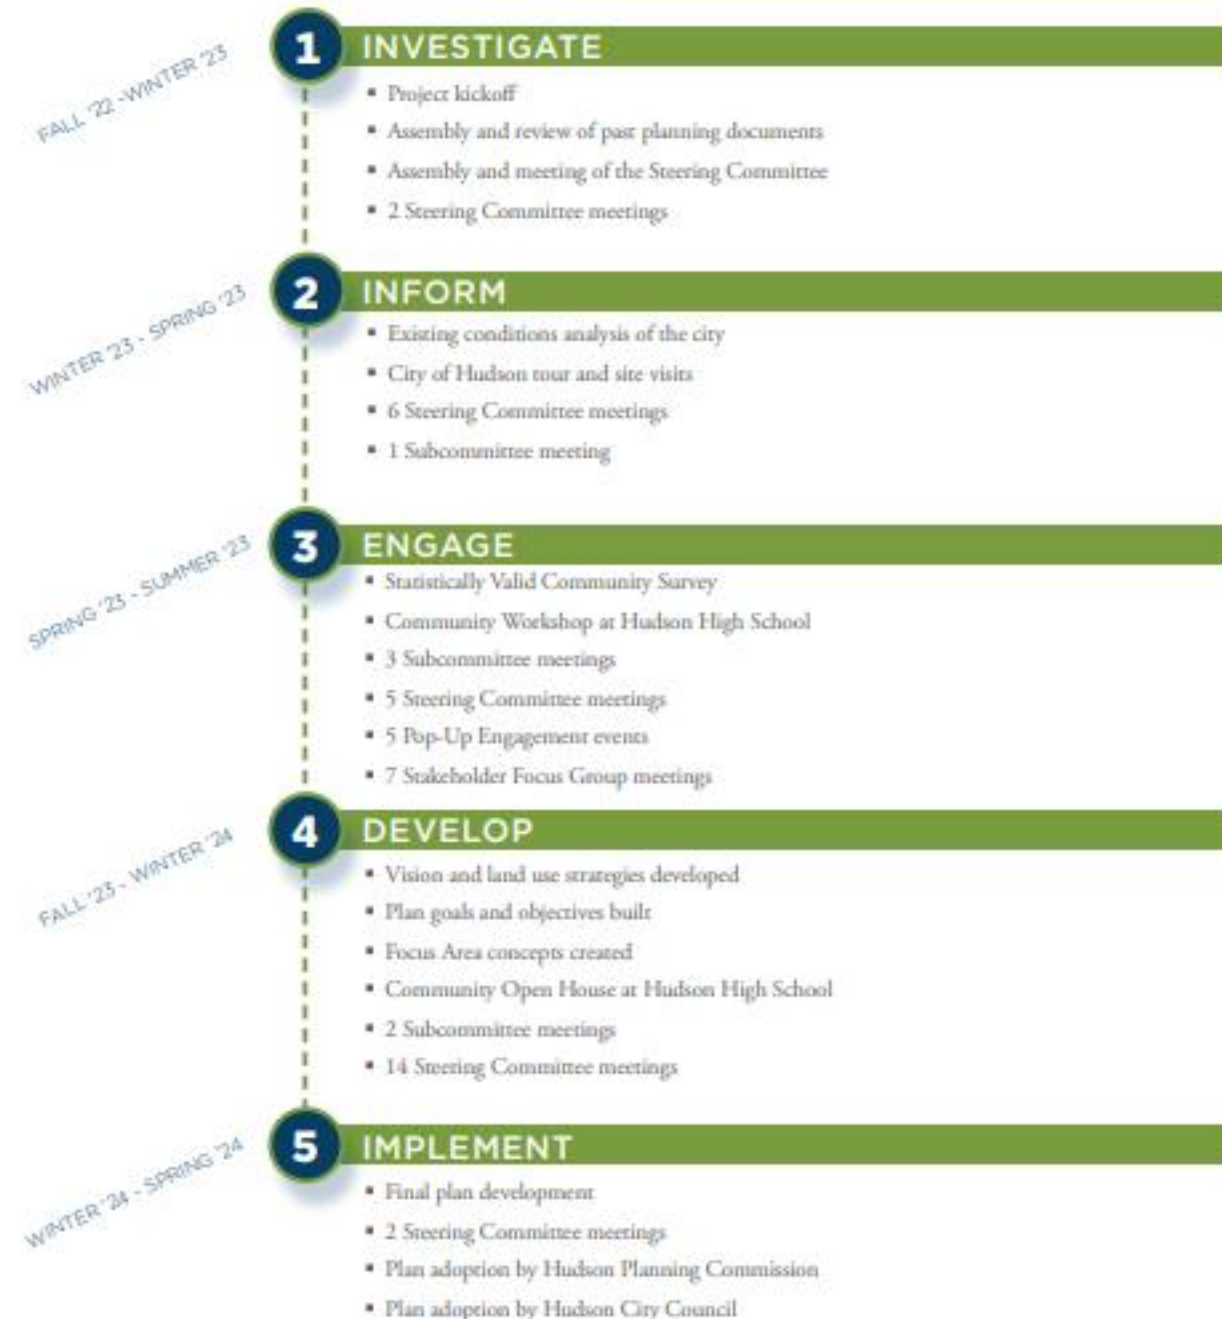 1 INVESTIGATE
FALL '22 -WINTER '23
▪ Project kickoff
▪ Assembly and review of past planning documents
▪ Assembly and meeting of the Steering Committee
▪ 2 Steering Committee meetings
2 INFORM
WINTER '23 - SPRING '23
▪ Existing conditions analysis of the city
▪ City of Hudson tour and site visits
▪ 6 Steering Committee meetings
▪ 1 Subcommittee meeting
3 ENGAGE
SPRING '23 - SUMMER '23
▪ Statistically Valid Community Survey
▪ Community Workshop at Hudson High School
▪ 3 Subcommittee meetings
▪ 5 Steering Committee meetings
▪ 5 Pop-Up Engagement events
▪ 7 Stakeholder Focus Group meetings
4 DEVELOP
FALL '23 - WINTER '24
▪ Vision and land use strategies developed
▪ Plan goals and objectives built
▪ Focus Area concepts created
▪ Community Open House at Hudson High School
▪ 2 Subcommittee meetings
▪ 14 Steering Committee meetings
5 IMPLEMENT
WINTER '24 - SPRING '24
▪ Final plan development
▪ 2 Steering Committee meetings
▪ Plan adoption by Hudson Planning Commission
▪ Plan adoption by Hudson City Council